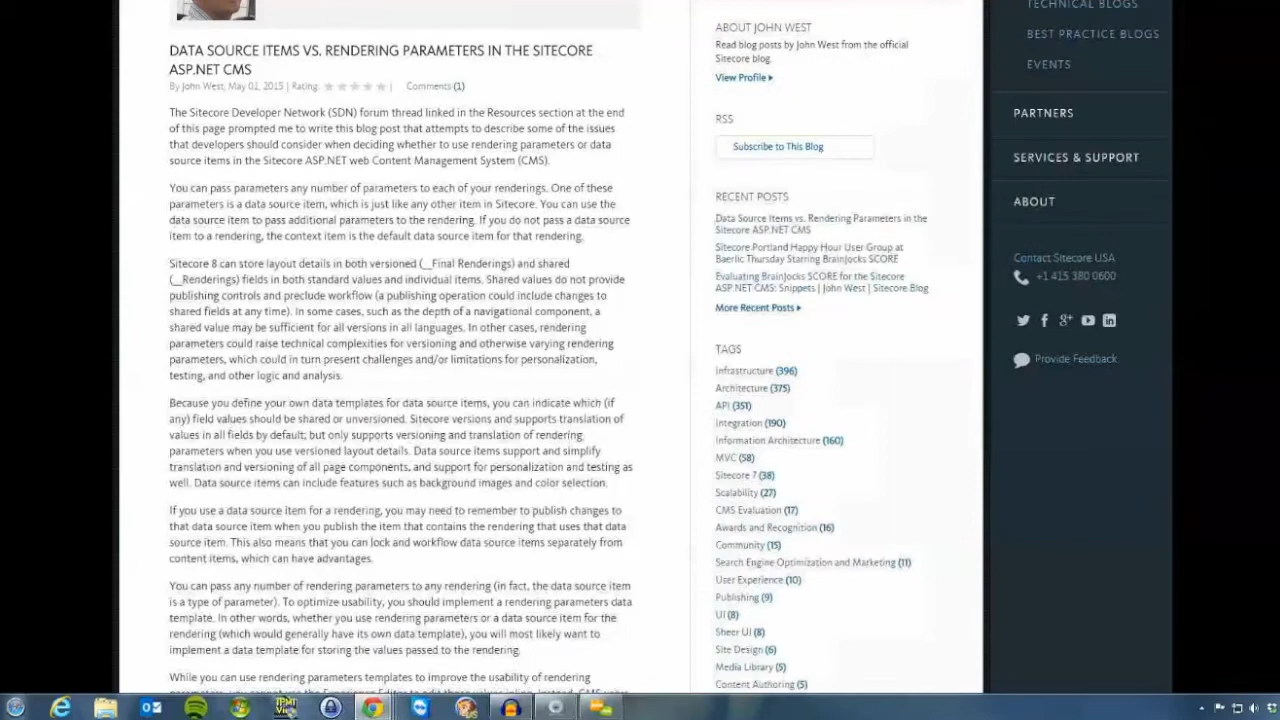 DATA SOURCE ITEMS VS. RENDERING PARAMETERS IN THE SITECORE
ASP.NET CMS
By John West, May 01, 2015 | Rating: | Comments (1)
The Sitecore Developer Network (SDN) forum thread linked in the Resources section at the end
of this page prompted me to write this blog post that attempts to describe some of the issues
that developers should consider when deciding whether to use rendering parameters or data
source items in the Sitecore ASP.NET web Content Management System (CMS).
You can pass parameters any number of parameters to each of your renderings. One of these
parameters is a data source item, which is just like any other item in Sitecore. You can use the
data source item to pass additional parameters to the rendering. If you do not pass a data source
item to a rendering, the context item is the default data source item for that rendering.
Sitecore 8 can store layout details in both versioned (__Final Renderings) and shared
(__Renderings) fields in both standard values and individual items. Shared values do not provide
publishing controls and preclude workflow (a publishing operation could include changes to
shared fields at any time). In some cases, such as the depth of a navigational component, a
shared value may be sufficient for all versions in all languages. In other cases, rendering
parameters could raise technical complexities for versioning and otherwise varying rendering
parameters, which could in turn present challenges and/or limitations for personalization,
testing, and other logic and analysis.
Because you define your own data templates for data source items, you can indicate which (if
any) field values should be shared or unversioned. Sitecore versions and supports translation of
values in all fields by default; but only supports versioning and translation of rendering
parameters when you use versioned layout details. Data source items support and simplify
translation and versioning of all page components, and support for personalization and testing as
well. Data source items can include features such as background images and color selection.
If you use a data source item for a rendering, you may need to remember to publish changes to
that data source item when you publish the item that contains the rendering that uses that data
source item. This also means that you can lock and workflow data source items separately from
content items, which can have advantages.
You can pass any number of rendering parameters to any rendering (in fact, the data source item
is a type of parameter). To optimize usability, you should implement a rendering parameters data
template. In other words, whether you use rendering parameters or a data source item for the
rendering (which would generally have its own data template), you will most likely want to
implement a data template for storing the values passed to the rendering.
While you can use rendering parameters templates to improve the usability of rendering
ABOUT JOHN WEST
Read blog posts by John West from the official
Sitecore blog.
View Profile
RSS
Subscribe to This Blog
RECENT POSTS
Data Source Items vs. Rendering Parameters in the
Sitecore ASP.NET CMS
Sitecore Portland Happy Hour User Group at
Baerlic Thursday Starring BrainJocks SCORE
Evaluating BrainJocks SCORE for the Sitecore
ASP.NET CMS: Snippets | John West | Sitecore Blog
More Recent Posts
TAGS
Infrastructure (396)
Architecture (375)
API (351)
Integration (190)
Information Architecture (160)
MVC (58)
Sitecore 7 (38)
Scalability (27)
CMS Evaluation (17)
Awards and Recognition (16)
Community (15)
Search Engine Optimization and Marketing (11)
User Experience (10)
Publishing (9)
UI (8)
Sheer UI (8)
Site Design (6)
Media Library (5)
Content Authoring (5)
TECHNICAL BLOGS
BEST PRACTICE BLOGS
EVENTS
PARTNERS
SERVICES & SUPPORT
ABOUT
Contact Sitecore USA
+1 415 380 0600
Provide Feedback